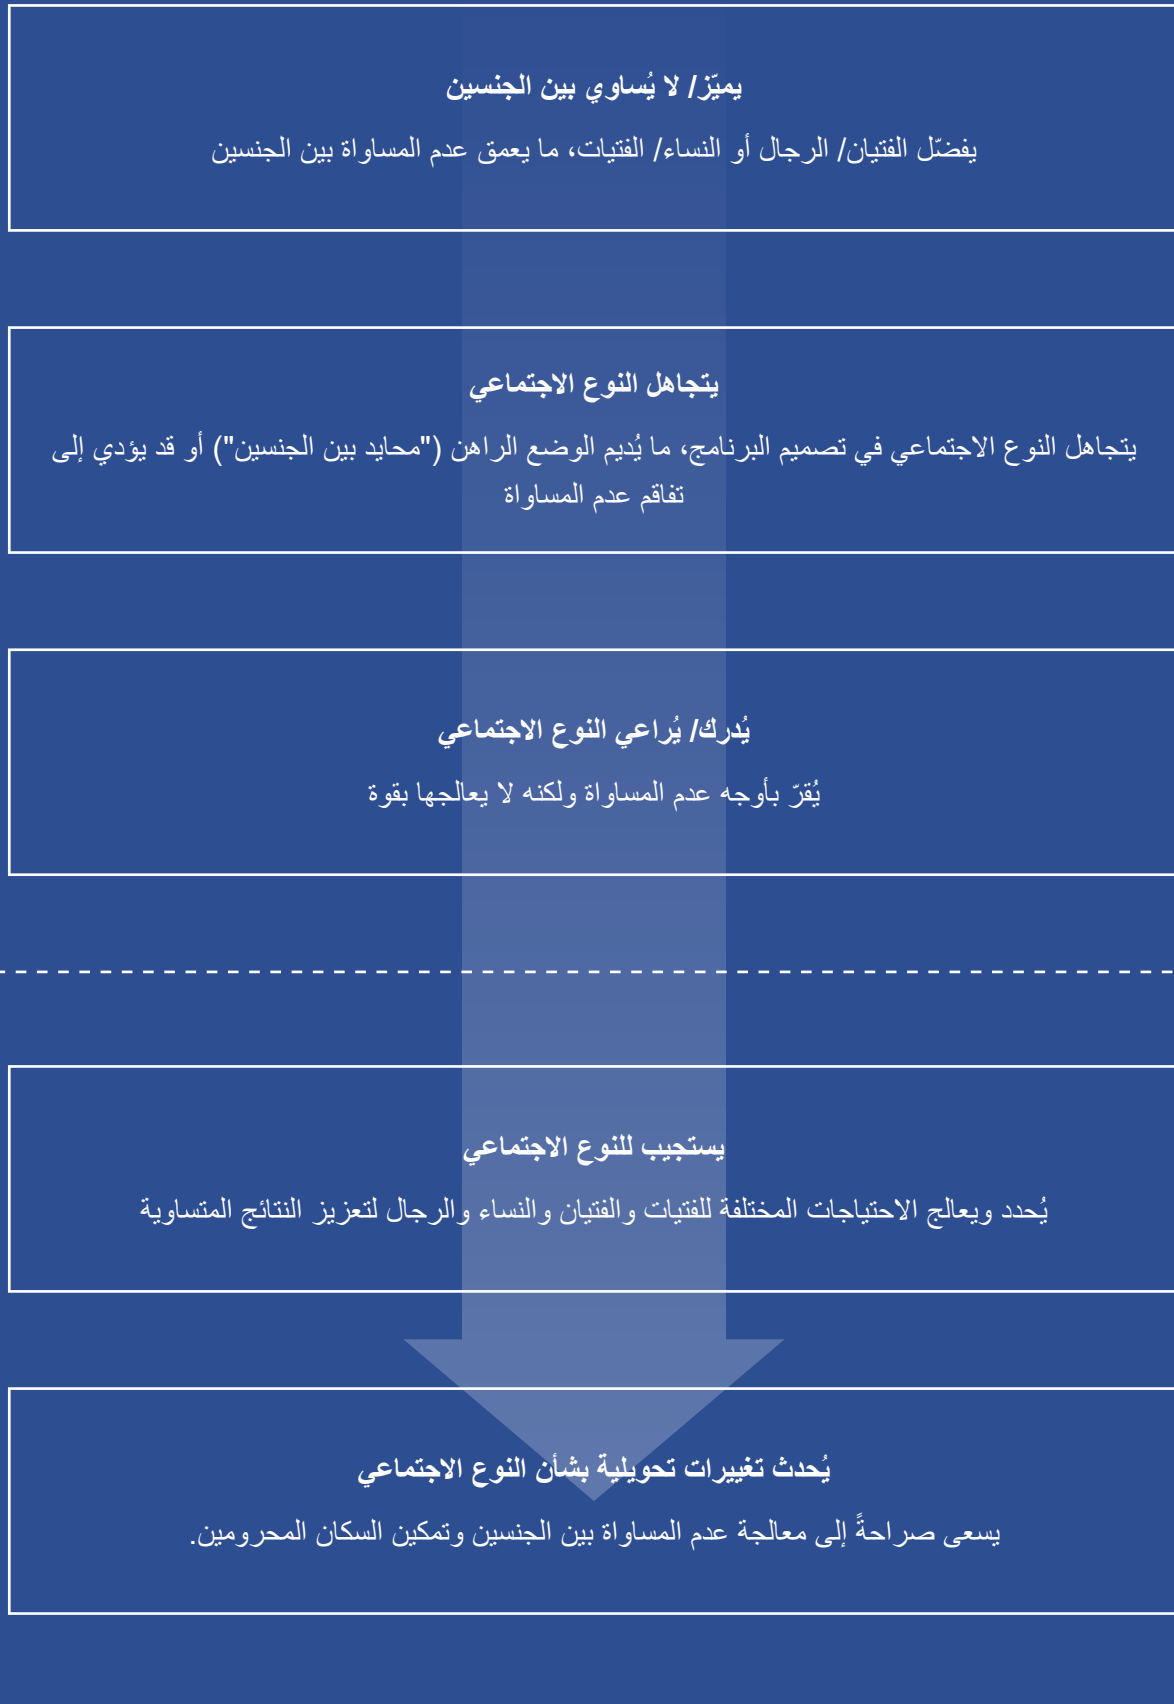 يميّز/ لا يُساوي بين الجنسين
يفضّل الفتيان/ الرجال أو النساء/ الفتيات، ما يعمق عدم المساواة بين الجنسين
يتجاهل النوع الاجتماعي
يتجاهل النوع الاجتماعي في تصميم البرنامج، ما يُديم الوضع الراهن ("محايد بين الجنسين") أو قد يؤدي إلى
تفاقم عدم المساواة
يُدرك/ يُراعي النوع الاجتماعي
يُقرّ بأوجه عدم المساواة ولكنه لا يعالجها بقوة
يستجيب للنوع الاجتماعي
يُحدد ويعالج الاحتياجات المختلفة للفتيات والفتيان والنساء والرجال لتعزيز النتائج المتساوية
يُحدث تغييرات تحويلية بشأن النوع الاجتماعي
يسعى صراحةً إلى معالجة عدم المساواة بين الجنسين وتمكين السكان المحرومين.